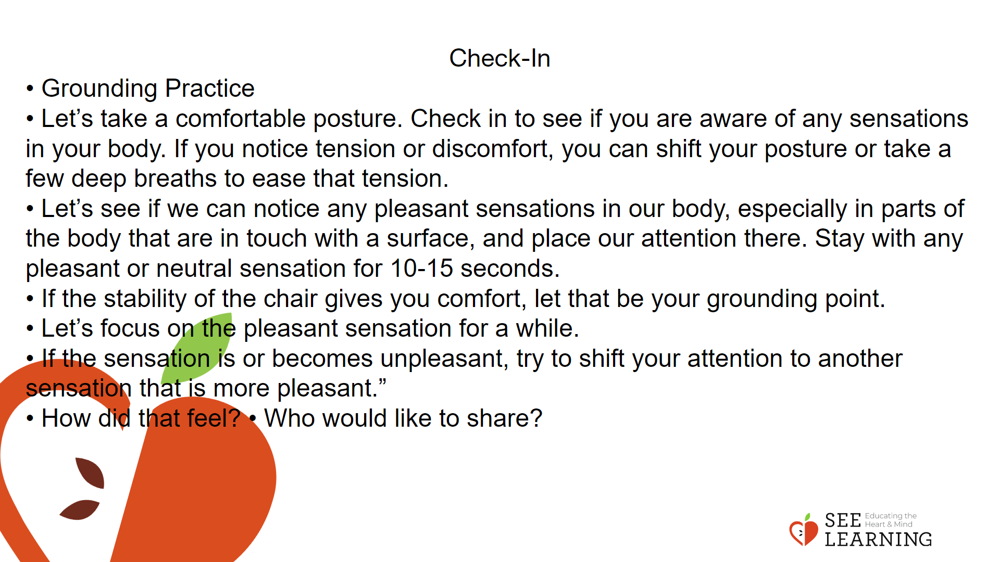 Check-In
• Grounding Practice
• Let’s take a comfortable posture. Check in to see if you are aware of any sensations
in your body. If you notice tension or discomfort, you can shift your posture or take a
few deep breaths to ease that tension.
• Let’s see if we can notice any pleasant sensations in our body, especially in parts of
the body that are in touch with a surface, and place our attention there. Stay with any
pleasant or neutral sensation for 10-15 seconds.
• If the stability of the chair gives you comfort, let that be your grounding point.
• Let’s focus on the pleasant sensation for a while.
• If the sensation is or becomes unpleasant, try to shift your attention to another
sensation that is more pleasant.”
• How did that feel? • Who would like to share?
SEE
Educating the
Heart & Mind
LEARNING